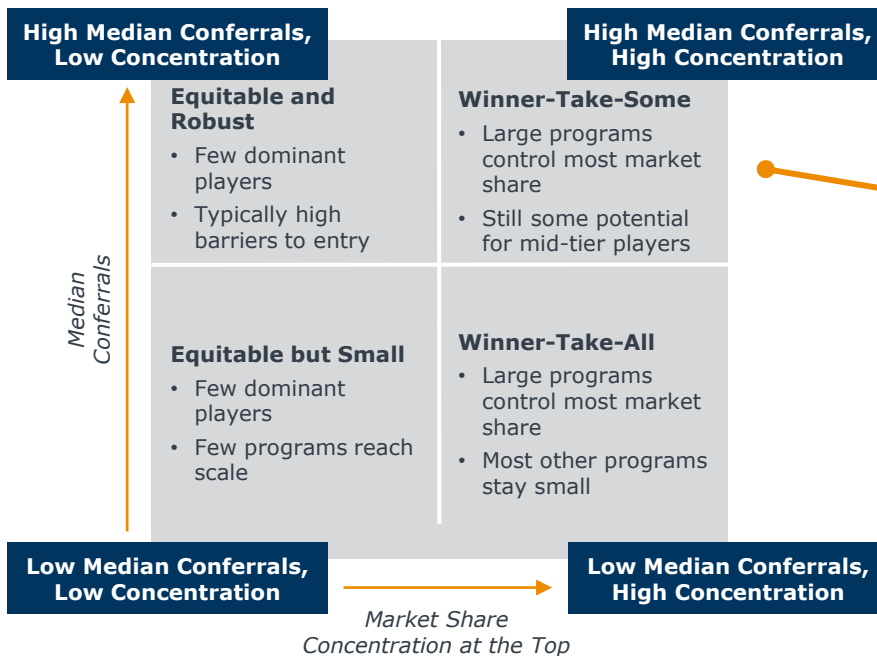 High Median Conferrals,
Low Concentration
High Median Conferrals,
High Concentration
Equitable and
Robust
• Few dominant
players
• Typically high
barriers to entry
Winner-Take-Some
• Large programs
control most market
share
• Still some potential
for mid-tier players
Median
Conferrals
Equitable but Small
• Few dominant
players
• Few programs reach
scale
Winner-Take-All
• Large programs
control most market
share
• Most other programs
stay small
Low Median Conferrals,
Low Concentration
Low Median Conferrals,
High Concentration
Market Share
Concentration at the Top